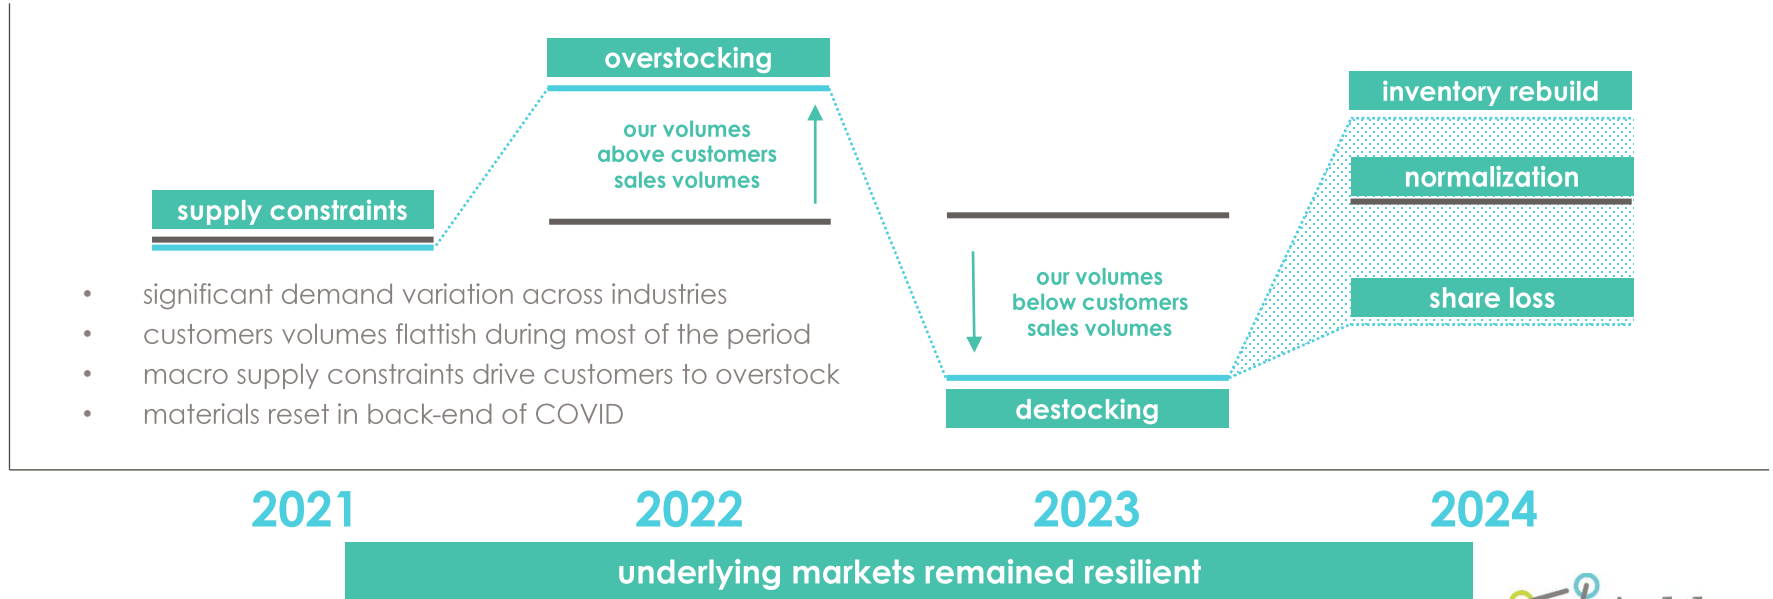 overstocking
our volumes
above customers
sales volumes
supply constraints
inventory rebuild
normalization
share loss
our volumes
below customers
sales volumes
destocking
• significant demand variation across industries
• customers volumes flattish during most of the period
• macro supply constraints drive customers to overstock
• materials reset in back-end of COVID
2021
2022
2023
2024
underlying markets remained resilient